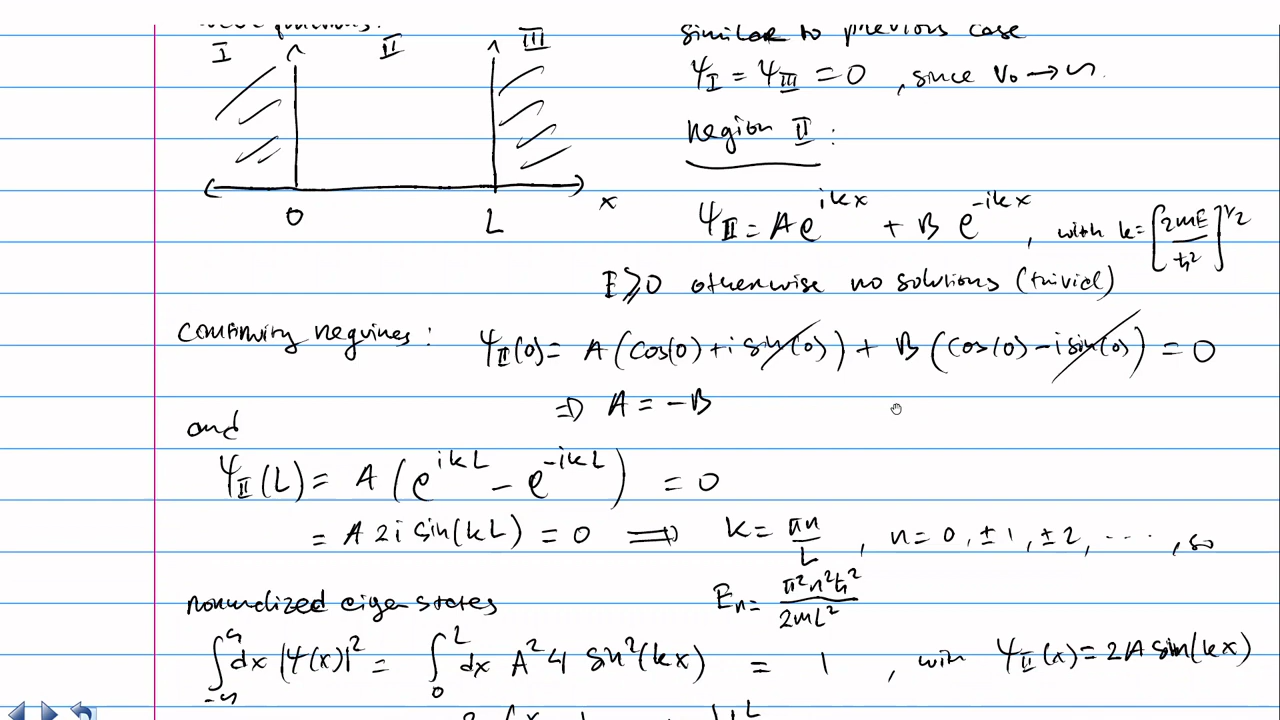 I II III
similar to previous case
ψ_I = ψ_III = 0 , since V₀ → ∞
Region II :
0 L x
ψ_II = A e^{ikx} + B e^{-ikx} , with k = [2mE/ħ²]^{1/2}
E ≥ 0 otherwise no solutions (trivial)
Continuity requires : ψ_II(0) = A (cos(0) + i sin(0)) + B (cos(0) - i sin(0)) = 0
⇒ A = -B
and
ψ_II(L) = A (e^{ikL} - e^{-ikL}) = 0
= A 2i sin(kL) = 0 ⇒ k = πn/L , n = 0, ±1, ±2, ...., so
normalized eigenstates E_n = π²n²ħ²/2mL²
∫_{-∞}^{∞} dx |ψ(x)|² = ∫_0^L dx A² 4 sin²(kx) = 1 , with ψ_II(x) = 2A sin(kx)